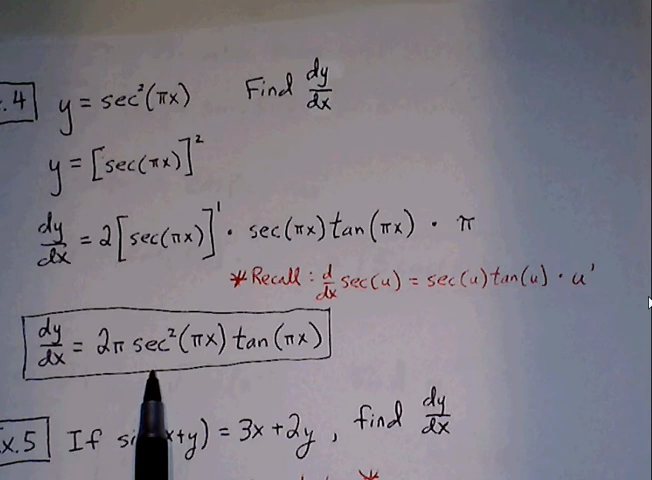 .4 y = sec²(πx) Find dy/dx
y = [sec(πx)]²
dy/dx = 2[sec(πx)]¹ · sec(πx)tan(πx) · π
*Recall: d/dx sec(u) = sec(u)tan(u) · u'
dy/dx = 2π sec²(πx) tan(πx)
x.5 If si x+y) = 3x+2y, find dy/dx
*